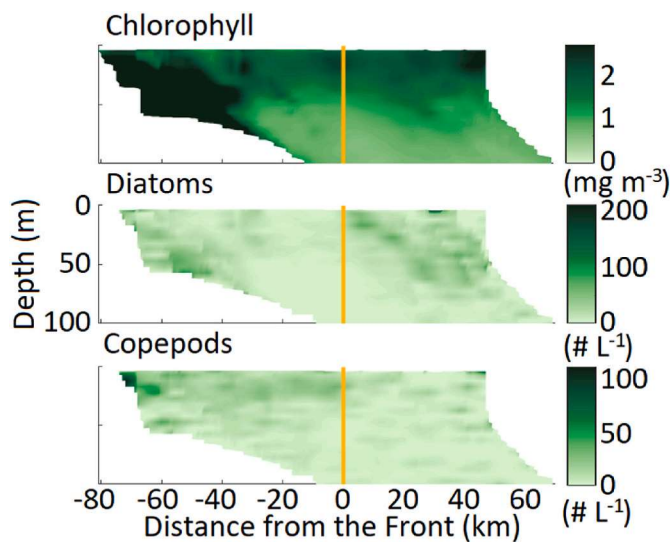 Chlorophyll
2
1
(mg m⁻³)
Diatoms
Depth (m)
0
50
100
200
100
0
(# L⁻¹)
Copepods
100
50
0
(# L⁻¹)
-80 -60 -40 -20 0 20 40 60
Distance from the Front (km)